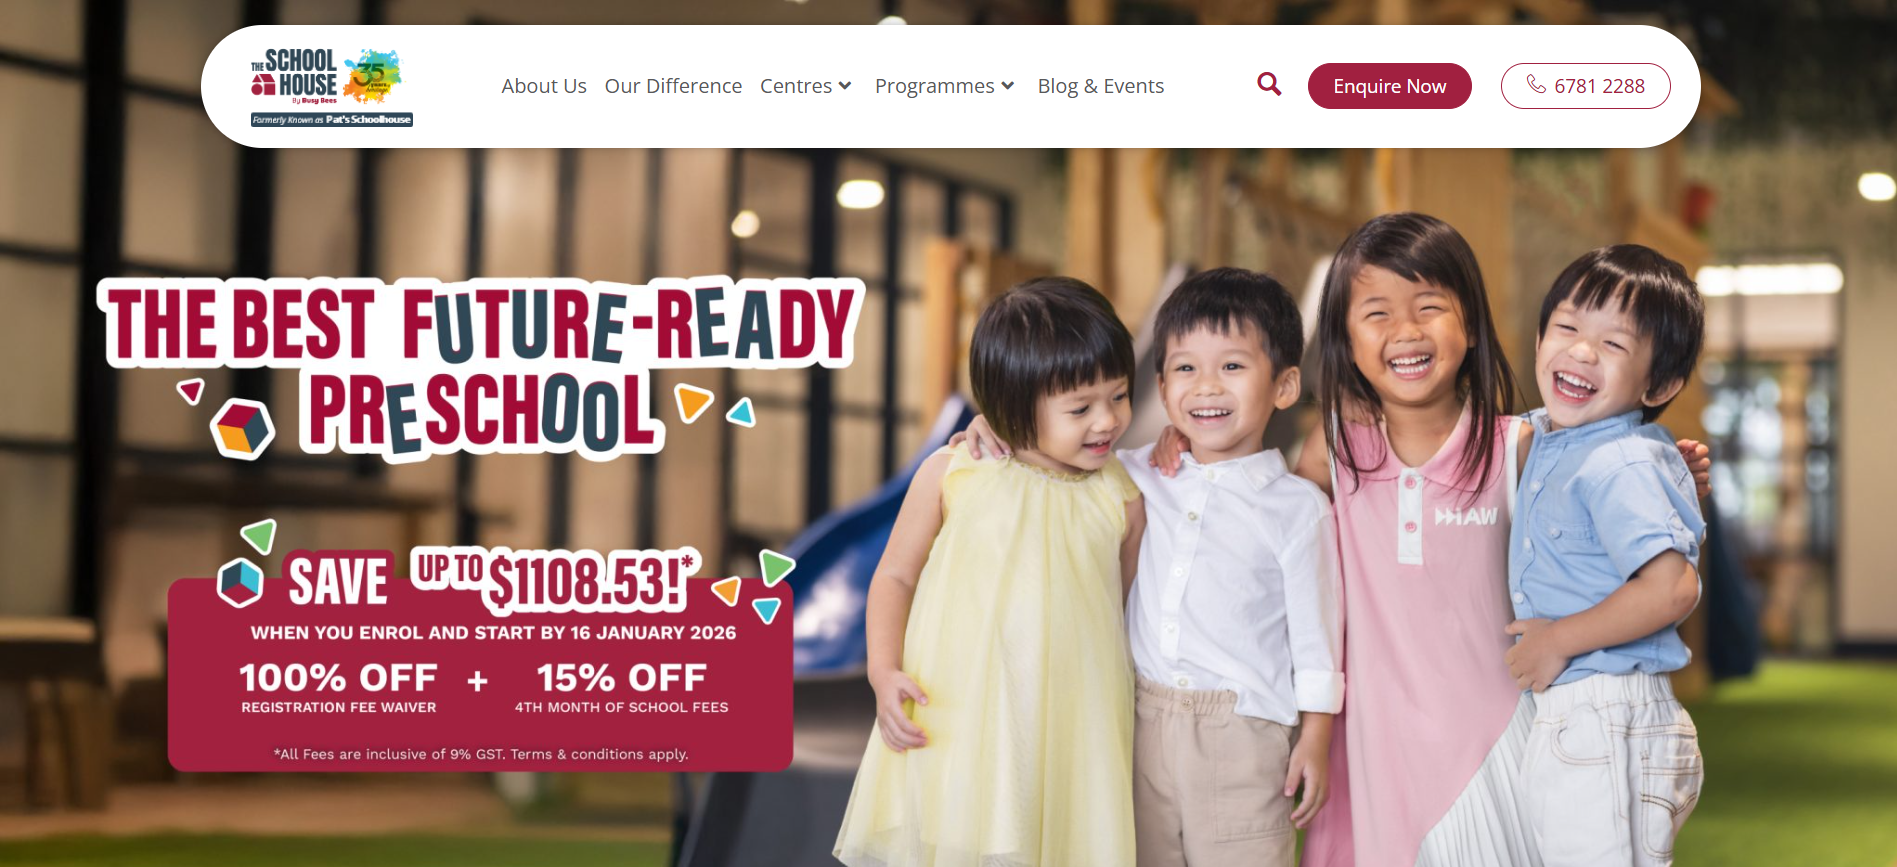 THE SCHOOL
HOUSE
By Busy Bees
35
years of
heritage
Formerly Known as Pat's Schoolhouse
About Us
Our Difference
Centres
Programmes
Blog & Events
Enquire Now
6781 2288
THE BEST FUTURE-READY
PRESCHOOL
SAVE UP TO $1108.53!*
WHEN YOU ENROL AND START BY 16 JANUARY 2026
100% OFF + 15% OFF
REGISTRATION FEE WAIVER
4TH MONTH OF SCHOOL FEES
*All Fees are inclusive of 9% GST. Terms & conditions apply.